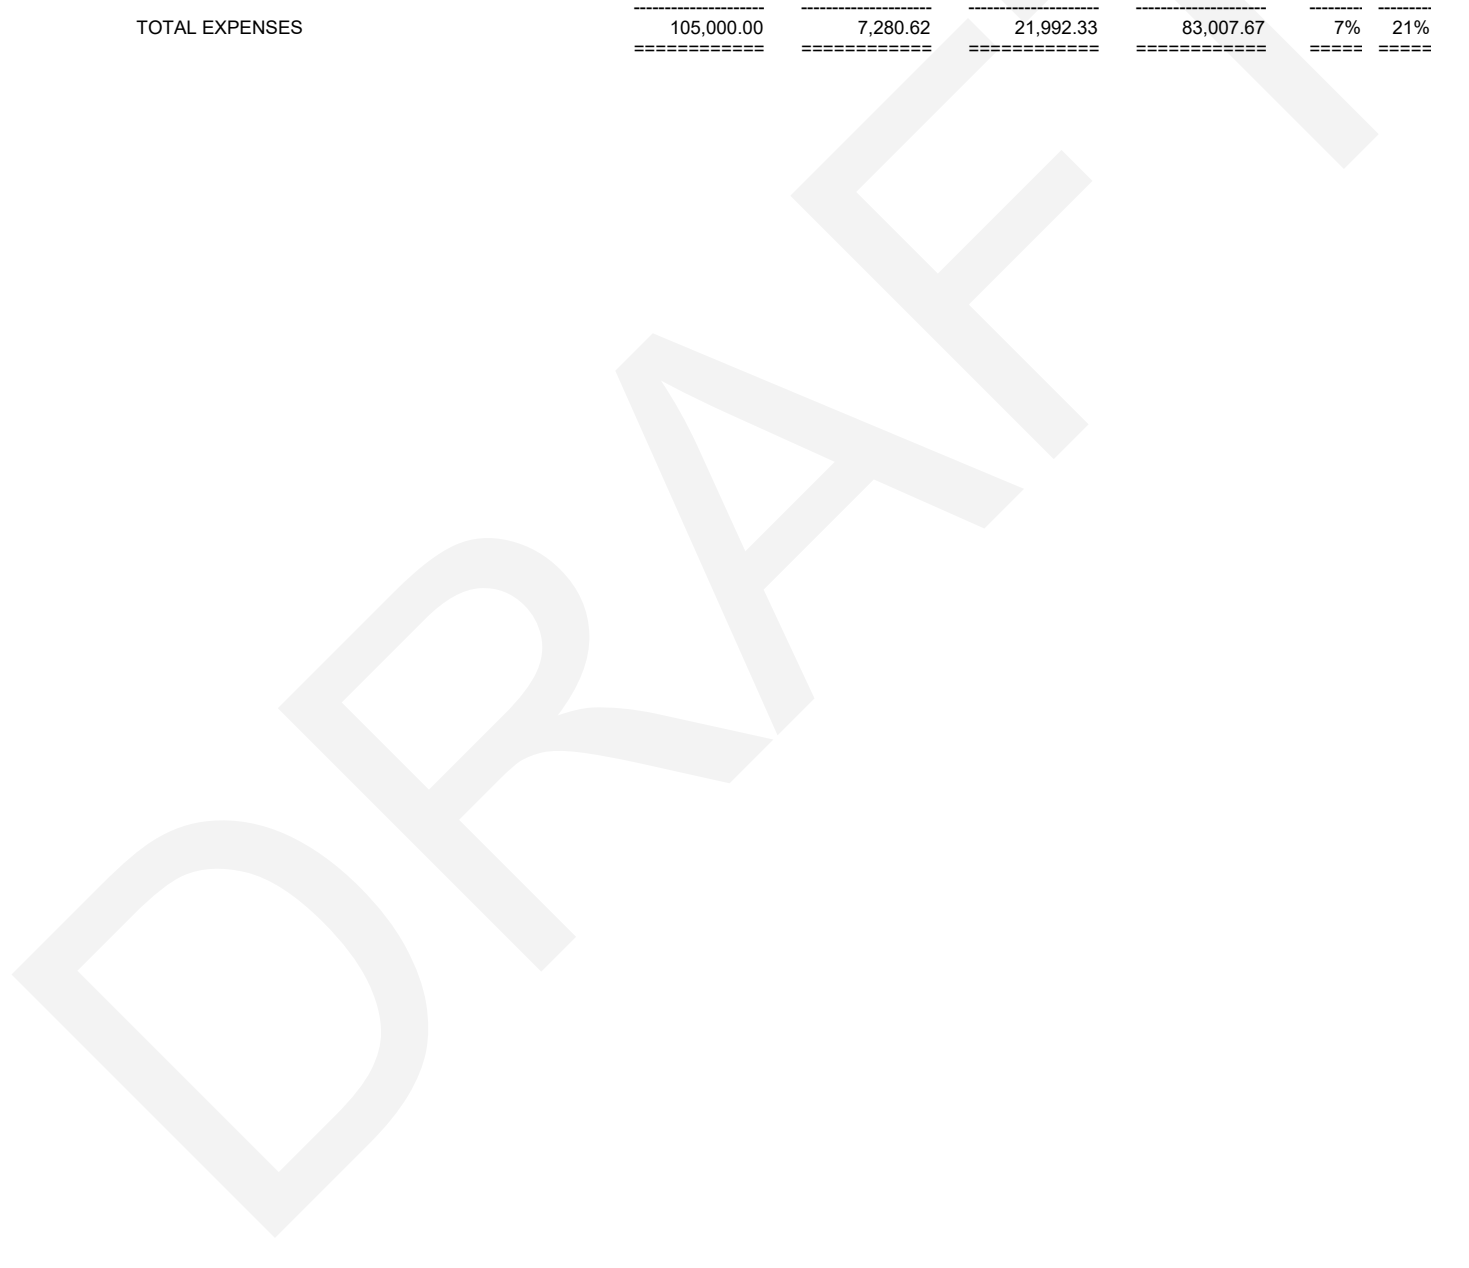 --------------------- --------------------- --------------------- --------------------- --------- ---------
TOTAL EXPENSES 105,000.00 7,280.62 21,992.33 83,007.67 7% 21%
============ ============ ============ ============ ===== =====
DRAFT